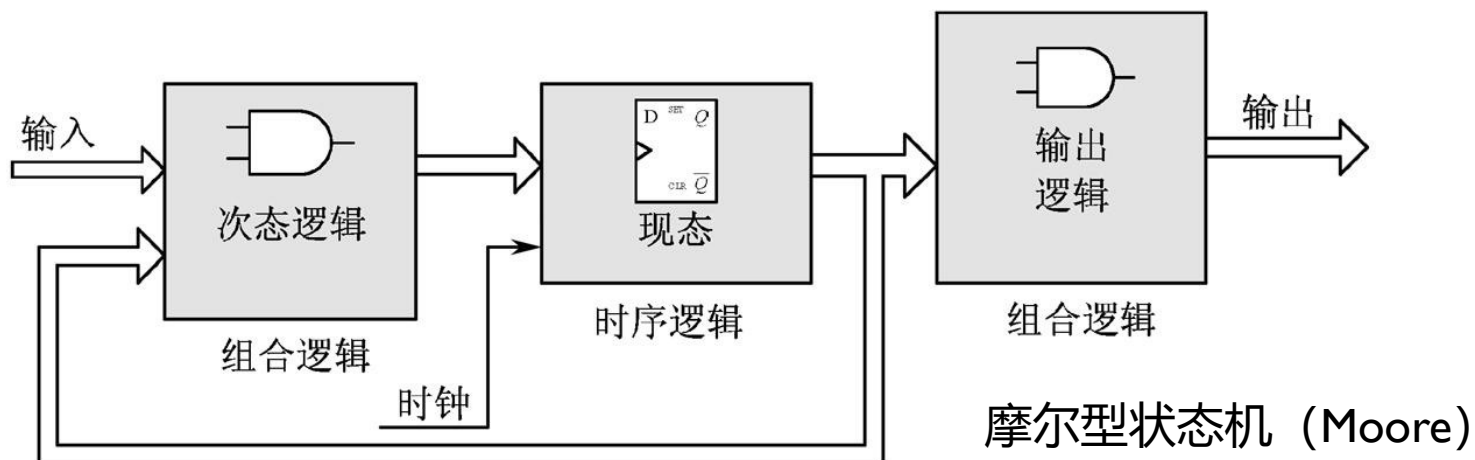 输入
次态逻辑
组合逻辑
时钟
D SET Q
CLR Q̅
现态
时序逻辑
输出
逻辑
组合逻辑
输出
摩尔型状态机（Moore）